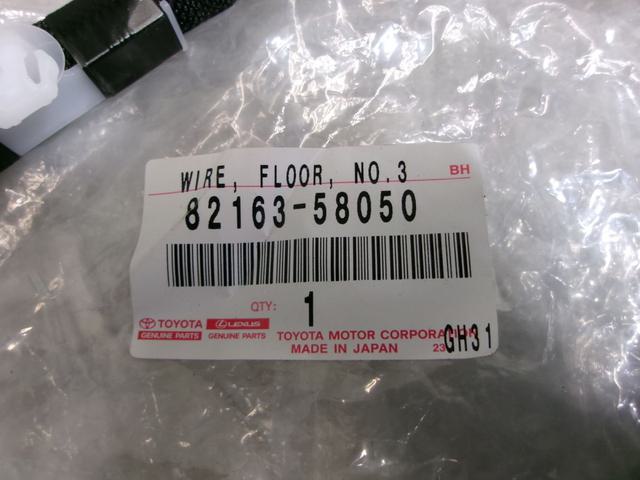 WIRE, FLOOR, NO.3 BH
82163-58050
QTY: 1
TOYOTA LEXUS
GENUINE PARTS GENUINE PARTS
TOYOTA MOTOR CORPORATION
MADE IN JAPAN 23
GH31